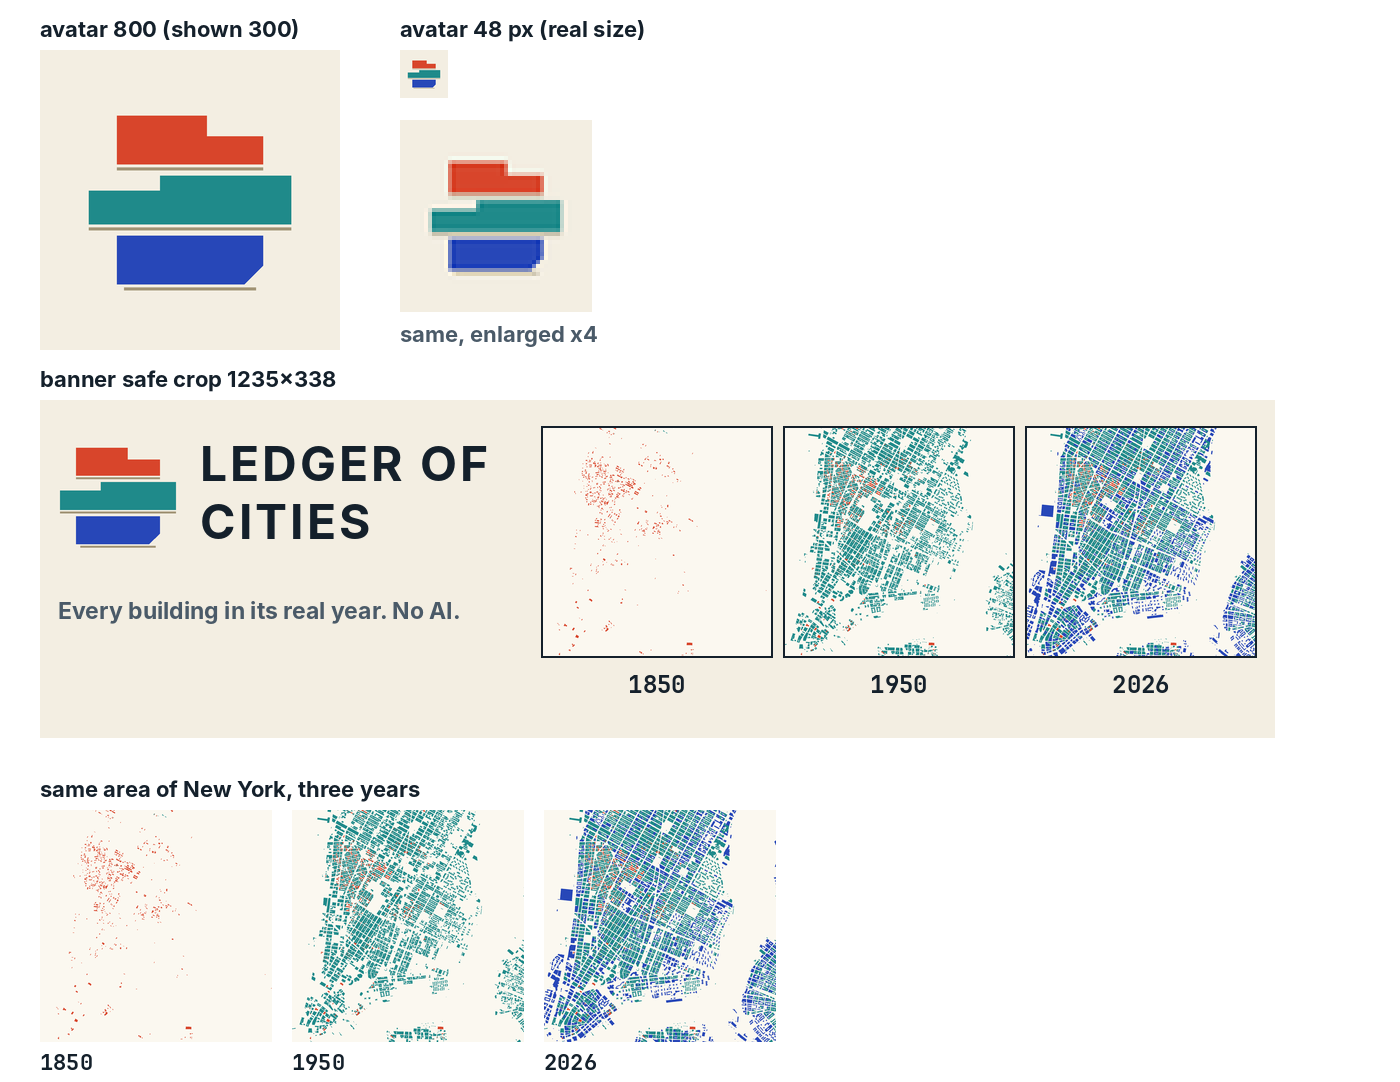 avatar 800 (shown 300)
avatar 48 px (real size)
same, enlarged x4
banner safe crop 1235×338
LEDGER OF
CITIES
Every building in its real year. No AI.
1850
1950
2026
same area of New York, three years
1850
1950
2026